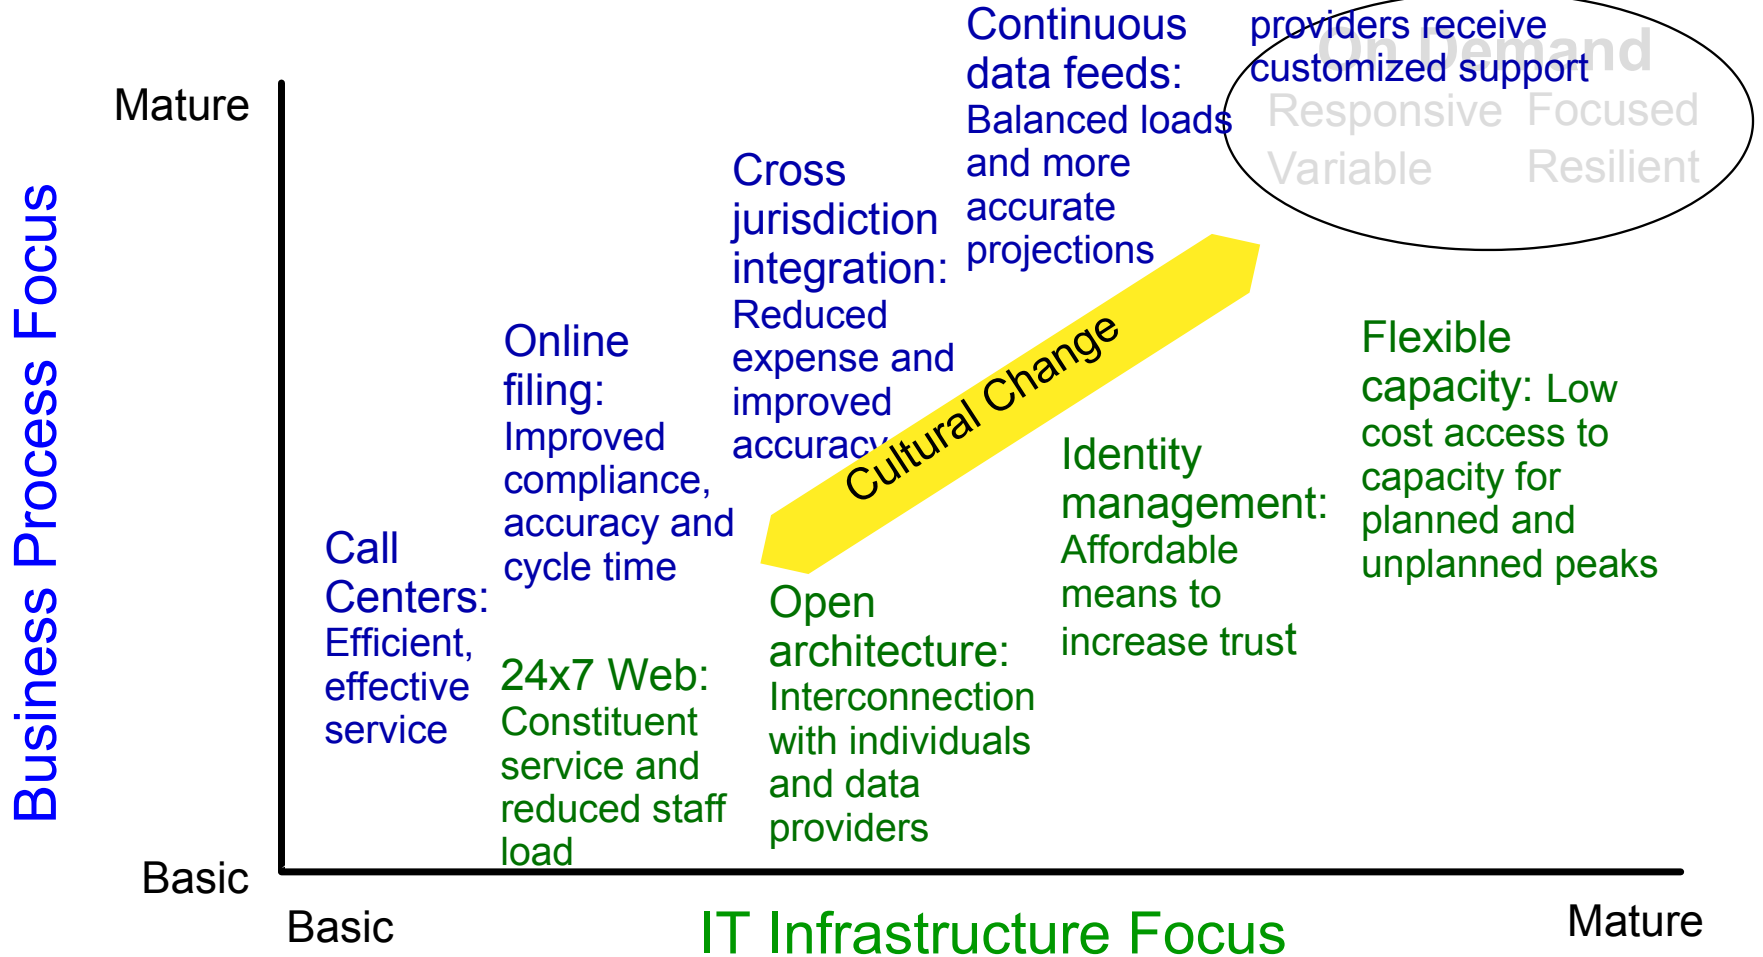 Continuous
data feeds:
Balanced loads
and more
accurate
projections
providers receive
customized support
On Demand
Responsive Focused
Variable Resilient
Mature
Cross
jurisdiction
integration:
Reduced
expense and
improved
accuracy
Business Process Focus
Online
filing:
Improved
compliance,
accuracy and
cycle time
Cultural Change
Flexible
capacity: Low
cost access to
capacity for
planned and
unplanned peaks
Identity
management:
Affordable
means to
increase trust
Call
Centers:
Efficient,
effective
service
24x7 Web:
Constituent
service and
reduced staff
load
Open
architecture:
Interconnection
with individuals
and data
providers
Basic
Basic
IT Infrastructure Focus
Mature